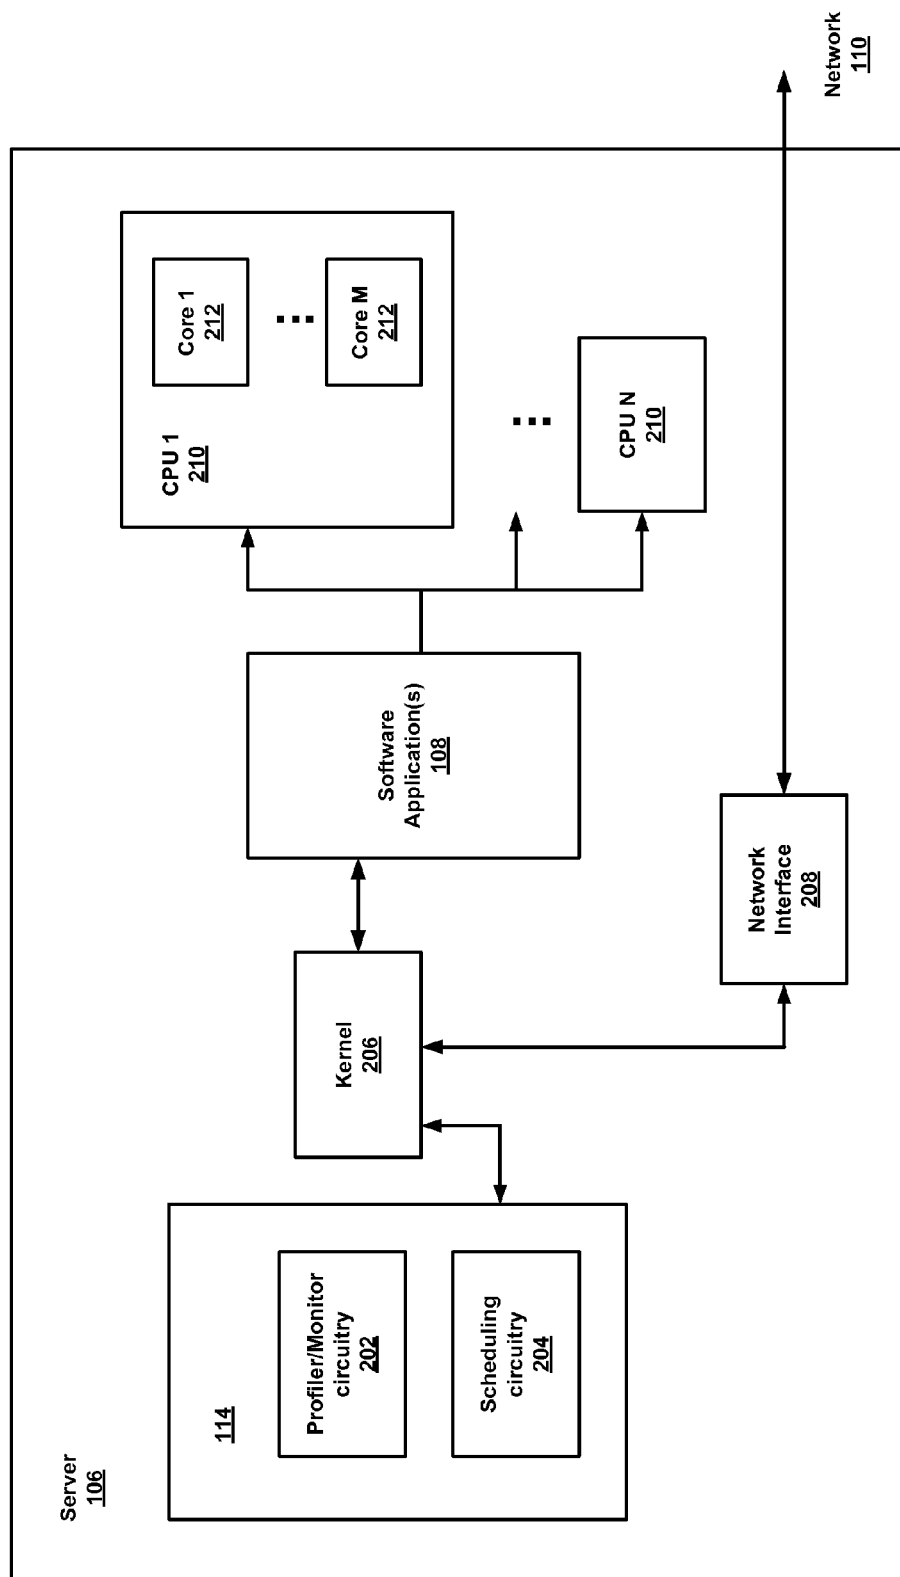 Server
106
114
Profiler/Monitor
circuitry
202
Scheduling
circuitry
204
Kernel
206
Software
Application(s)
108
CPU 1
210
Core 1
212
Core M
212
CPU N
210
Network
Interface
208
Network
110